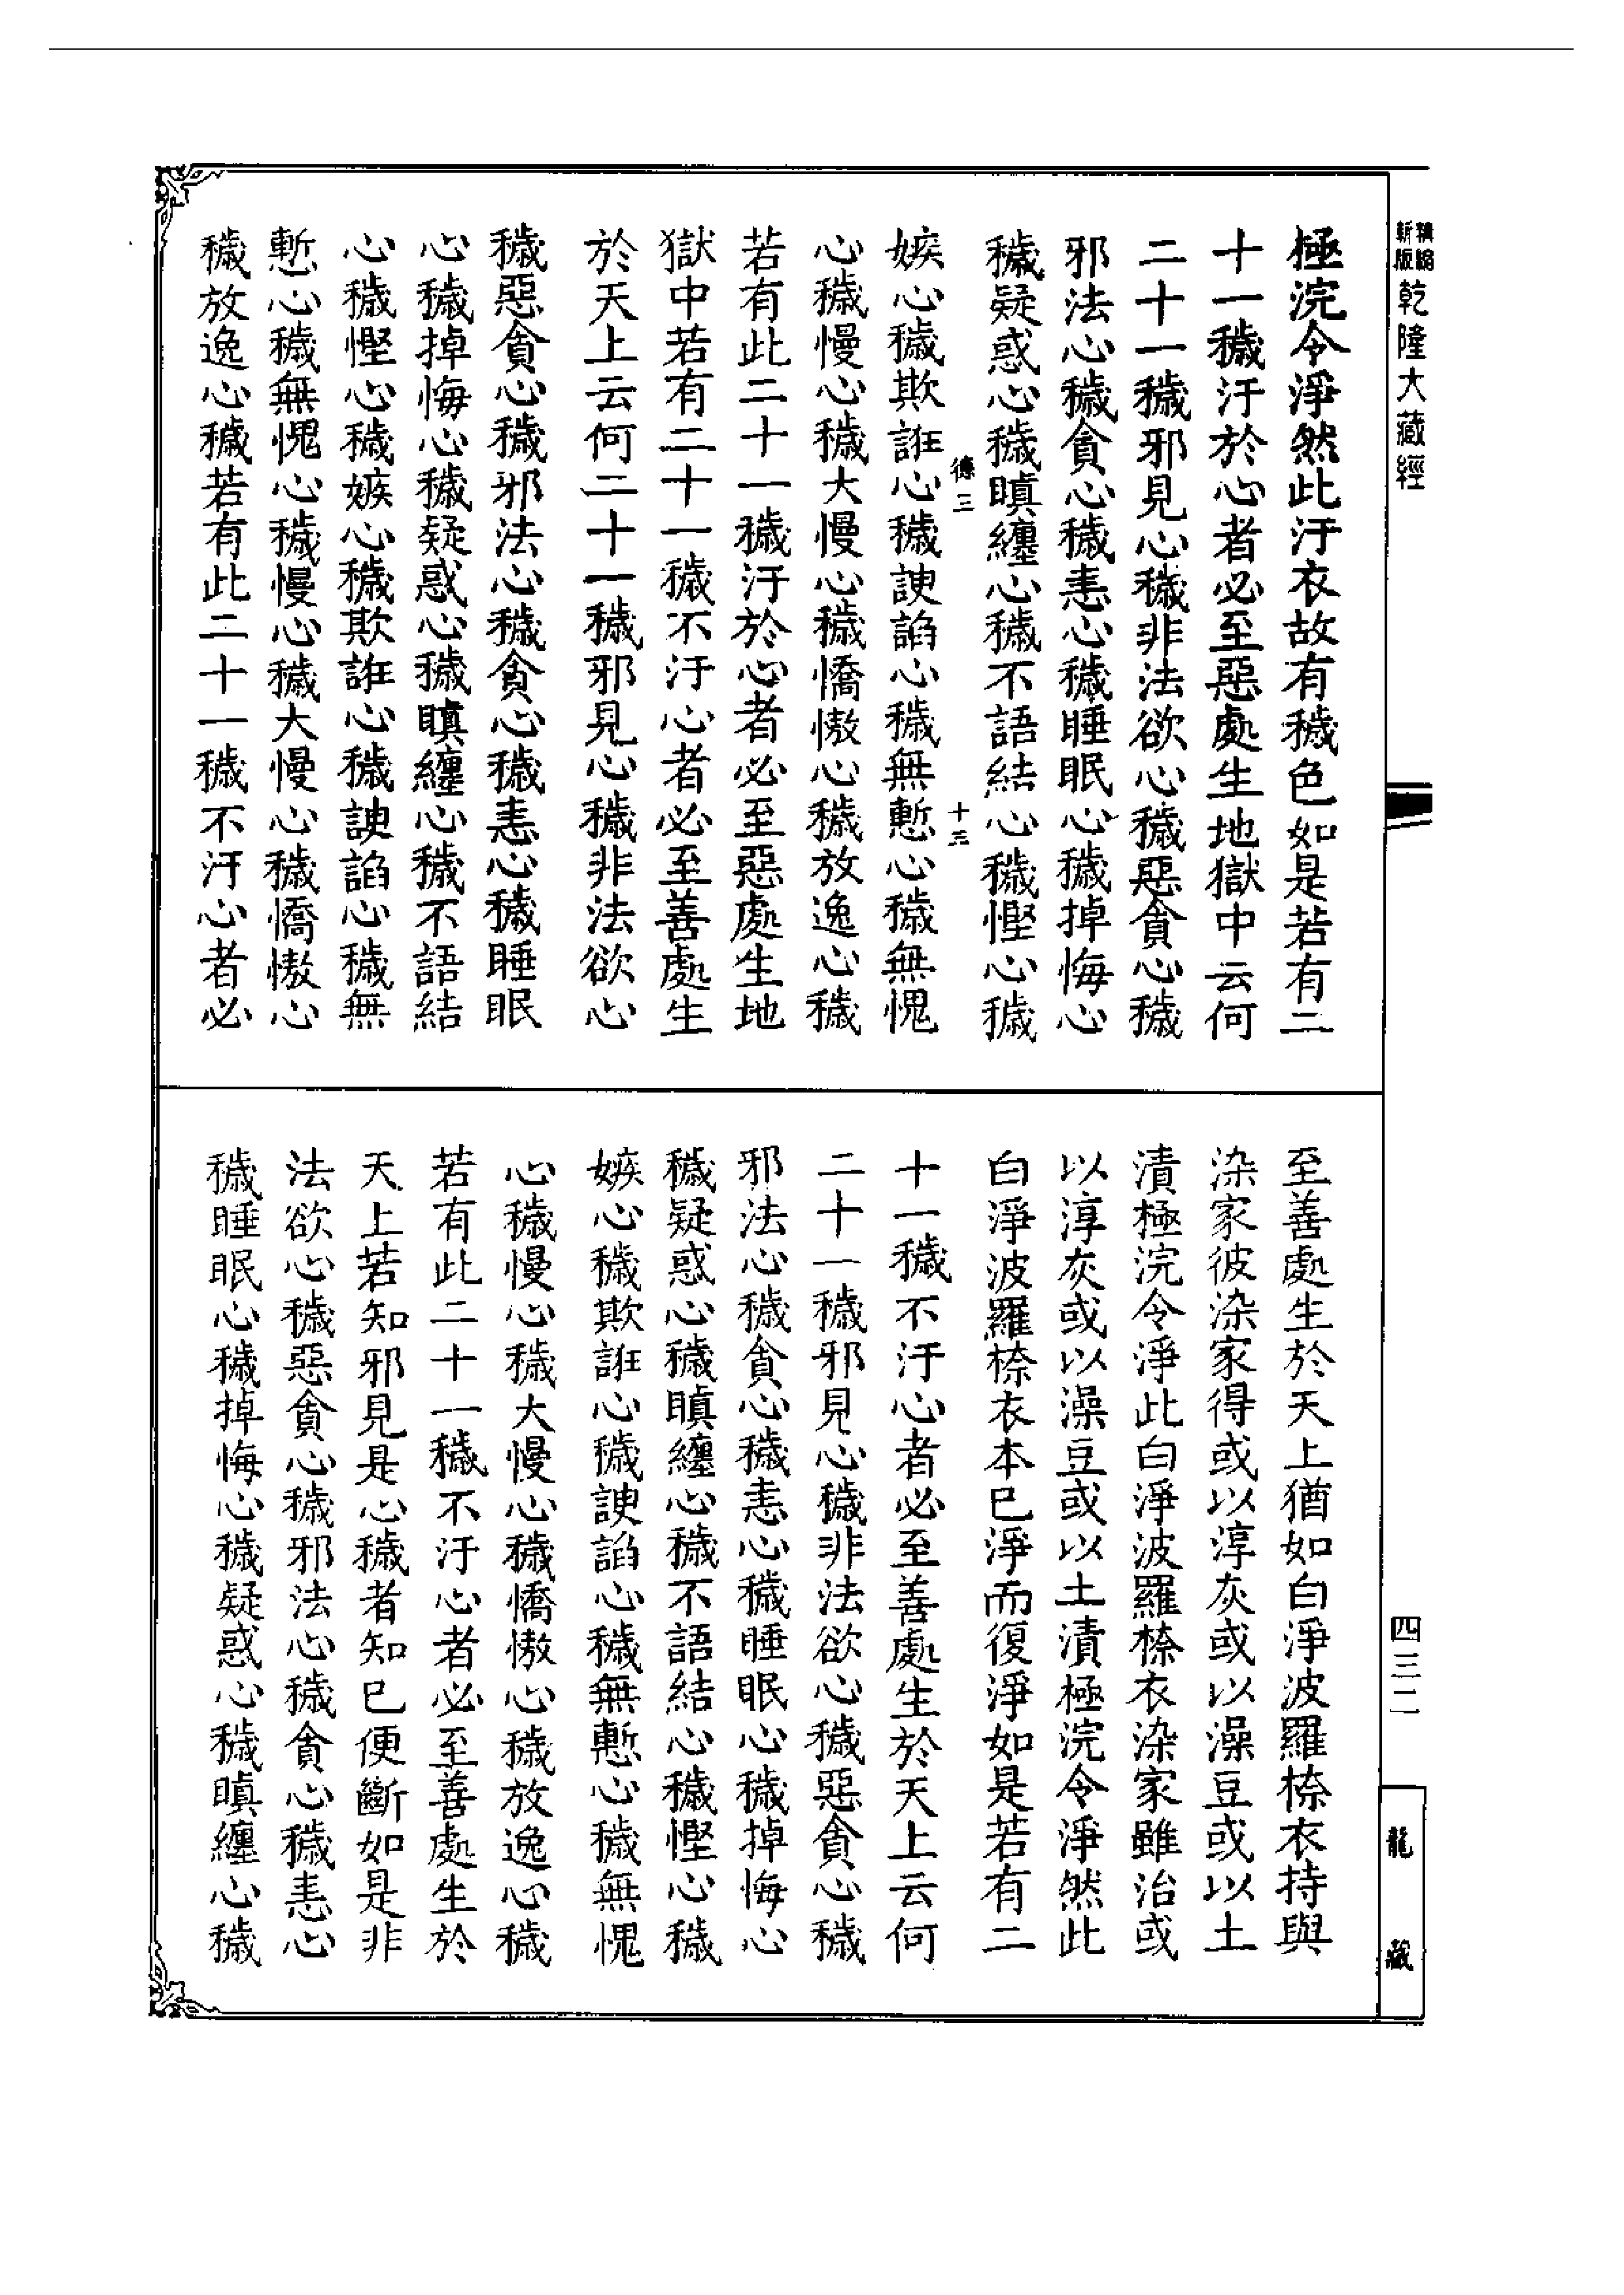 精縮新版乾隆大藏經
極浣令淨然此汙衣故有穢色如是若有二
十一穢汙於心者必至惡處生地獄中云何
二十一穢邪見心穢非法欲心穢惡貪心穢
邪法心穢貪心穢恚心穢睡眠心穢掉悔心
穢疑惑心穢瞋纏心穢不語結心穢慳心穢
嫉心穢欺誑心穢諛諂心穢無慙心穢無愧
心穢慢心穢大慢心穢憍慠心穢放逸心穢
若有此二十一穢汙於心者必至惡處生地
獄中若有二十一穢不汙心者必至善處生
於天上云何二十一穢邪見心穢非法欲心
穢惡貪心穢邪法心穢貪心穢恚心穢睡眠
心穢掉悔心穢疑惑心穢瞋纏心穢不語結
心穢慳心穢嫉心穢欺誑心穢諛諂心穢無
慙心穢無愧心穢慢心穢大慢心穢憍慠心
穢放逸心穢若有此二十一穢不汙心者必
至善處生於天上猶如白淨波羅㮈衣持與
染家彼染家得或以淳灰或以澡豆或以土
漬極浣令淨此白淨波羅㮈衣染家雖治或
以淳灰或以澡豆或以土漬極浣令淨然此
白淨波羅㮈衣本已淨而復淨如是若有二
十一穢不汙心者必至善處生於天上云何
二十一穢邪見心穢非法欲心穢惡貪心穢
邪法心穢貪心穢恚心穢睡眠心穢掉悔心
穢疑惑心穢瞋纏心穢不語結心穢慳心穢
嫉心穢欺誑心穢諛諂心穢無慙心穢無愧
心穢慢心穢大慢心穢憍慠心穢放逸心穢
若有此二十一穢不汙心者必至善處生於
天上若知邪見是心穢者知已便斷如是非
法欲心穢惡貪心穢邪法心穢貪心穢恚心
穢睡眠心穢掉悔心穢疑惑心穢瞋纏心穢
四三二
龍藏